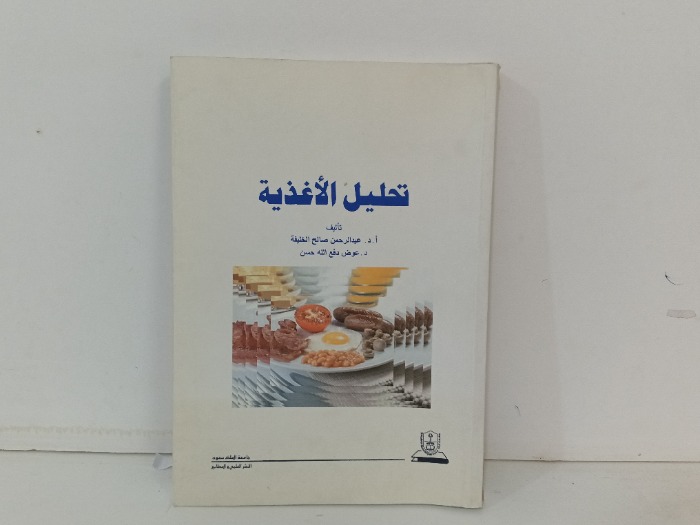 تحليل الأغذية
تأليف
أ.د. عبدالرحمن صالح الخليفة
د. عوض دفع الله حسن
جامعة الملك سعود
النشر العلمي والمطابع